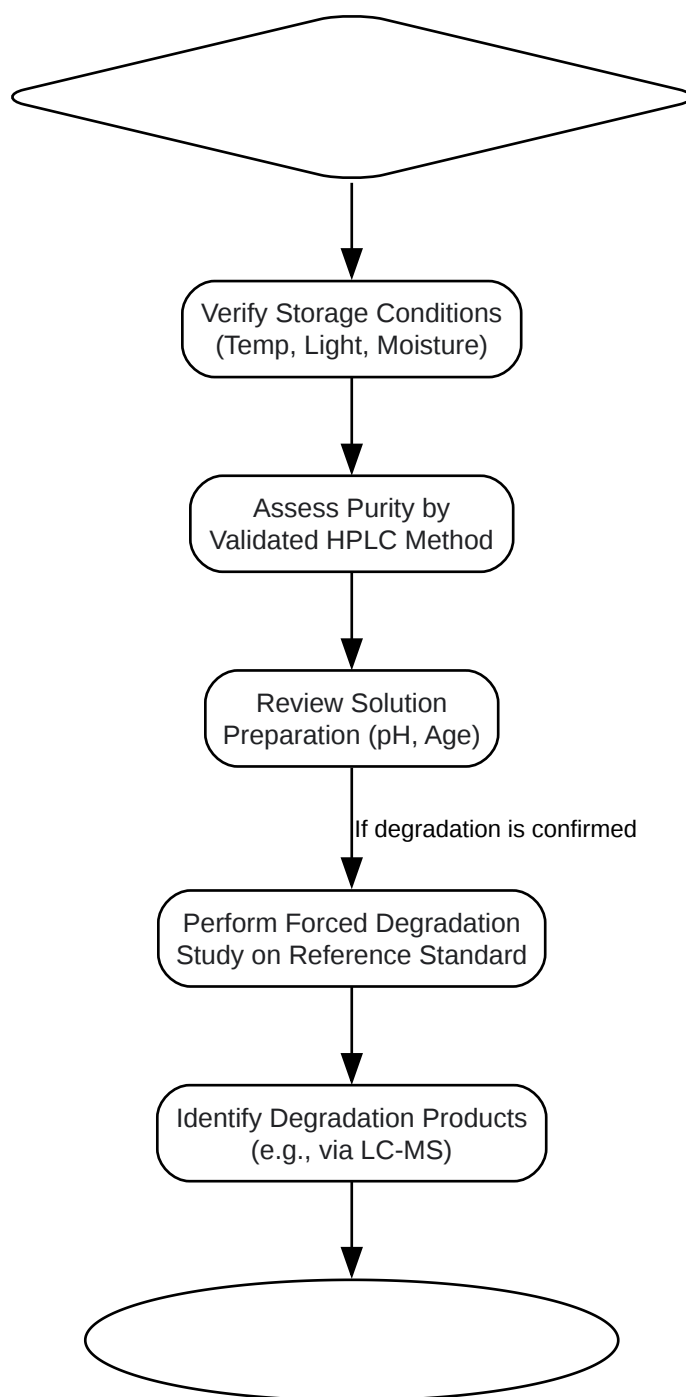 Verify Storage Conditions
(Temp, Light, Moisture)
Assess Purity by
Validated HPLC Method
Review Solution
Preparation (pH, Age)
If degradation is confirmed
Perform Forced Degradation
Study on Reference Standard
Identify Degradation Products
(e.g., via LC-MS)